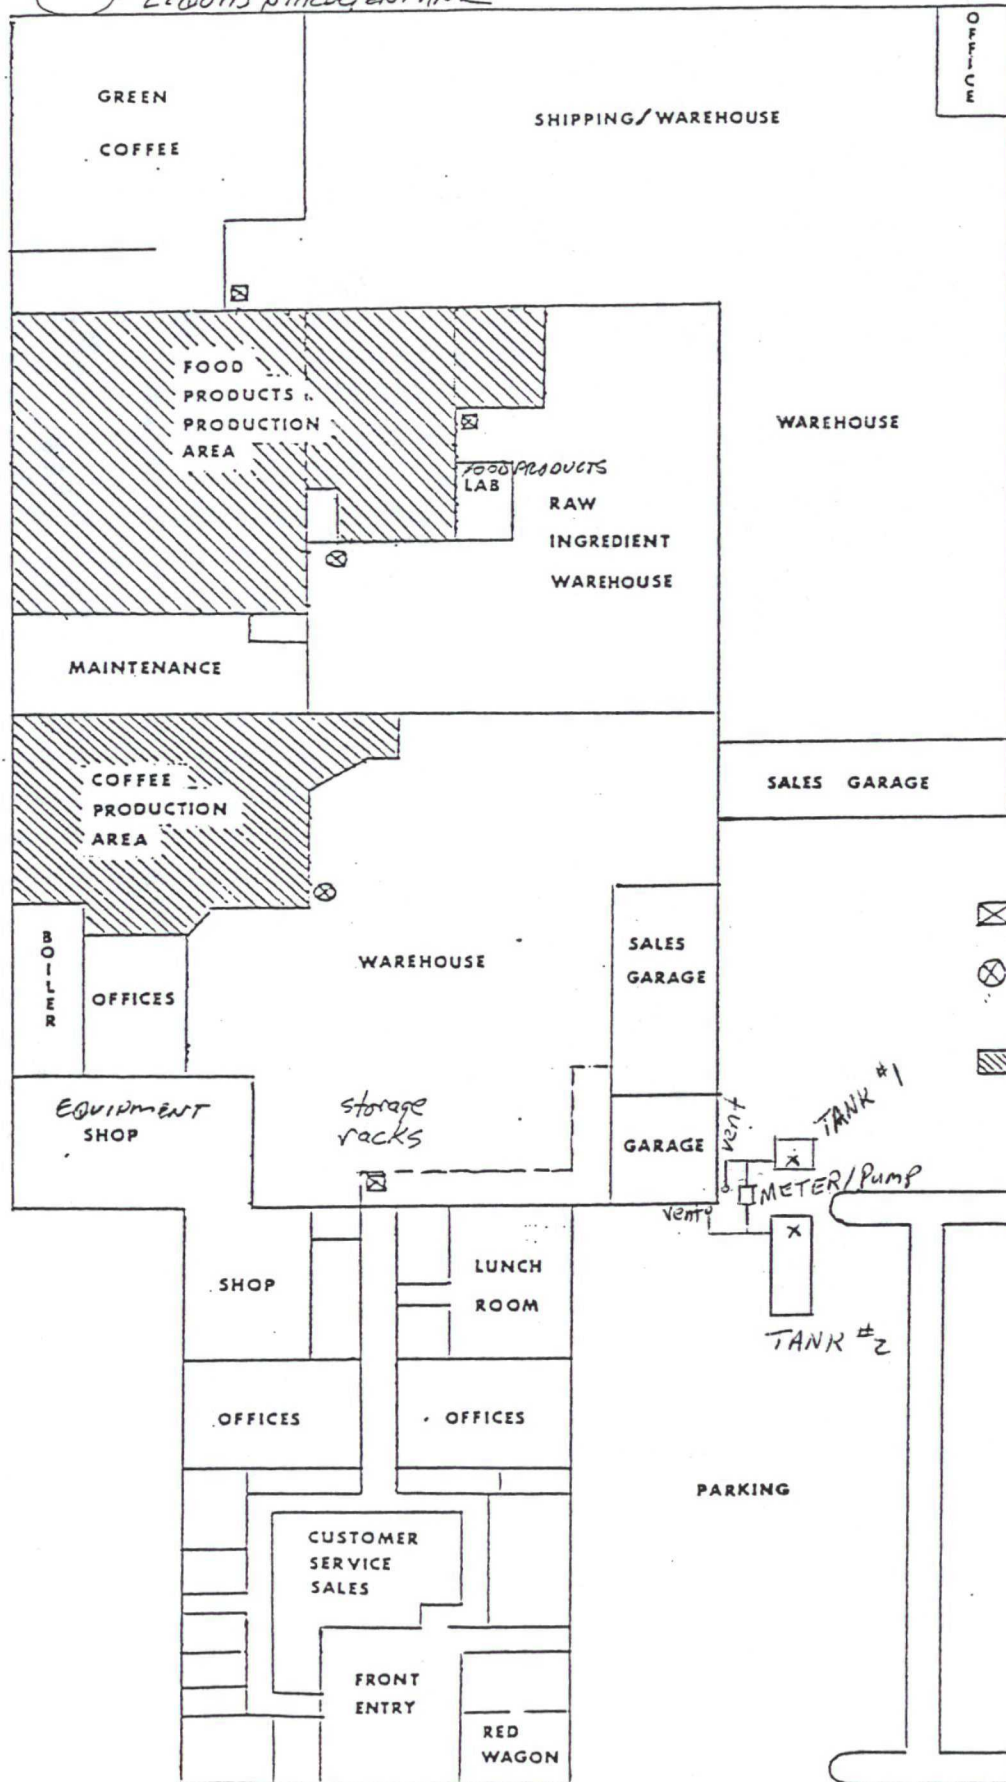 OFFICE
GREEN
COFFEE
SHIPPING/WAREHOUSE
FOOD
PRODUCTS
PRODUCTION
AREA
WAREHOUSE
FOOD PRODUCTS
LAB
RAW
INGREDIENT
WAREHOUSE
MAINTENANCE
COFFEE
PRODUCTION
AREA
SALES GARAGE
BOILER
OFFICES
WAREHOUSE
SALES
GARAGE
EQUIPMENT
SHOP
storage
racks
GARAGE
vent
TANK #1
METER/Pump
vent
TANK #2
SHOP
LUNCH
ROOM
OFFICES
OFFICES
PARKING
CUSTOMER
SERVICE
SALES
FRONT
ENTRY
RED
WAGON